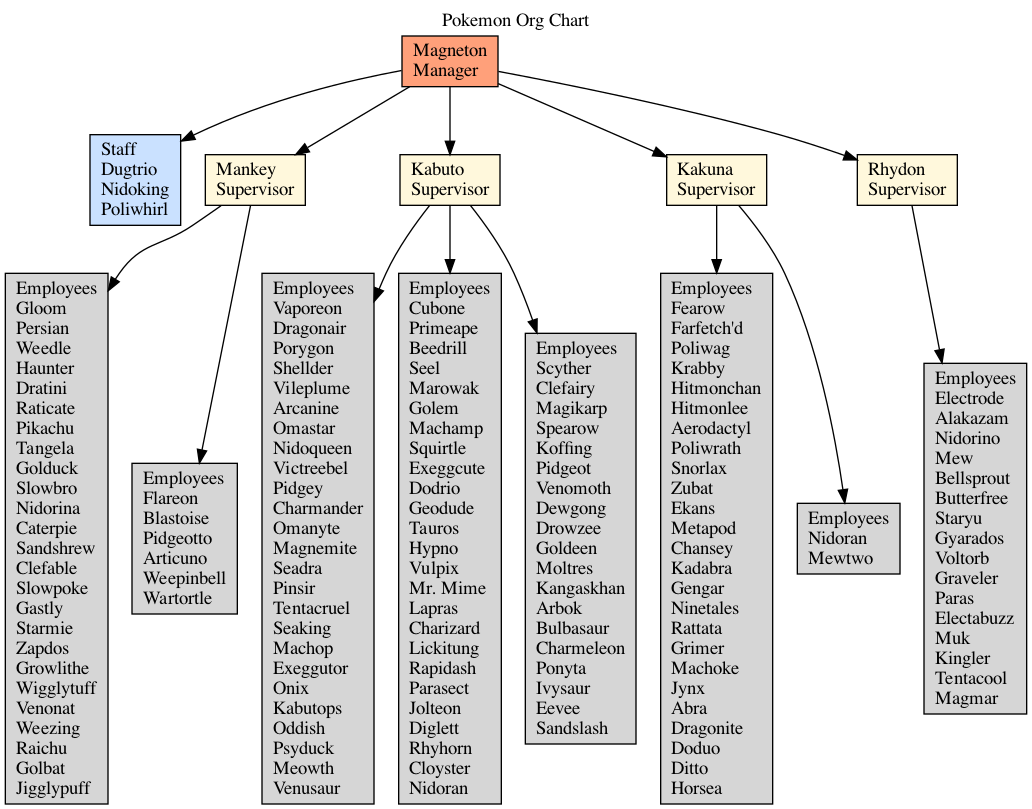 Pokemon Org Chart
Magneton
Manager
Staff
Dugtrio
Nidoking
Poliwhirl
Mankey
Supervisor
Kabuto
Supervisor
Kakuna
Supervisor
Rhydon
Supervisor
Employees
Gloom
Persian
Weedle
Haunter
Dratini
Raticate
Pikachu
Tangela
Golduck
Slowbro
Nidorina
Caterpie
Sandshrew
Clefable
Slowpoke
Gastly
Starmie
Zapdos
Growlithe
Wigglytuff
Venonat
Weezing
Raichu
Golbat
Jigglypuff
Employees
Flareon
Blastoise
Pidgeotto
Articuno
Weepinbell
Wartortle
Employees
Vaporeon
Dragonair
Porygon
Shellder
Vileplume
Arcanine
Omastar
Nidoqueen
Victreebel
Pidgey
Charmander
Omanyte
Magnemite
Seadra
Pinsir
Tentacruel
Seaking
Machop
Exeggutor
Onix
Kabutops
Oddish
Psyduck
Meowth
Venusaur
Employees
Cubone
Primeape
Beedrill
Seel
Marowak
Golem
Machamp
Squirtle
Exeggcute
Dodrio
Geodude
Tauros
Hypno
Vulpix
Mr. Mime
Lapras
Charizard
Lickitung
Rapidash
Parasect
Jolteon
Diglett
Rhyhorn
Cloyster
Nidoran
Employees
Scyther
Clefairy
Magikarp
Spearow
Koffing
Pidgeot
Venomoth
Dewgong
Drowzee
Goldeen
Moltres
Kangaskhan
Arbok
Bulbasaur
Charmeleon
Ponyta
Ivysaur
Eevee
Sandslash
Employees
Fearow
Farfetch'd
Poliwag
Krabby
Hitmonchan
Hitmonlee
Aerodactyl
Poliwrath
Snorlax
Zubat
Ekans
Metapod
Chansey
Kadabra
Gengar
Ninetales
Rattata
Grimer
Machoke
Jynx
Abra
Dragonite
Doduo
Ditto
Horsea
Employees
Nidoran
Mewtwo
Employees
Electrode
Alakazam
Nidorino
Mew
Bellsprout
Butterfree
Staryu
Gyarados
Voltorb
Graveler
Paras
Electabuzz
Muk
Kingler
Tentacool
Magmar